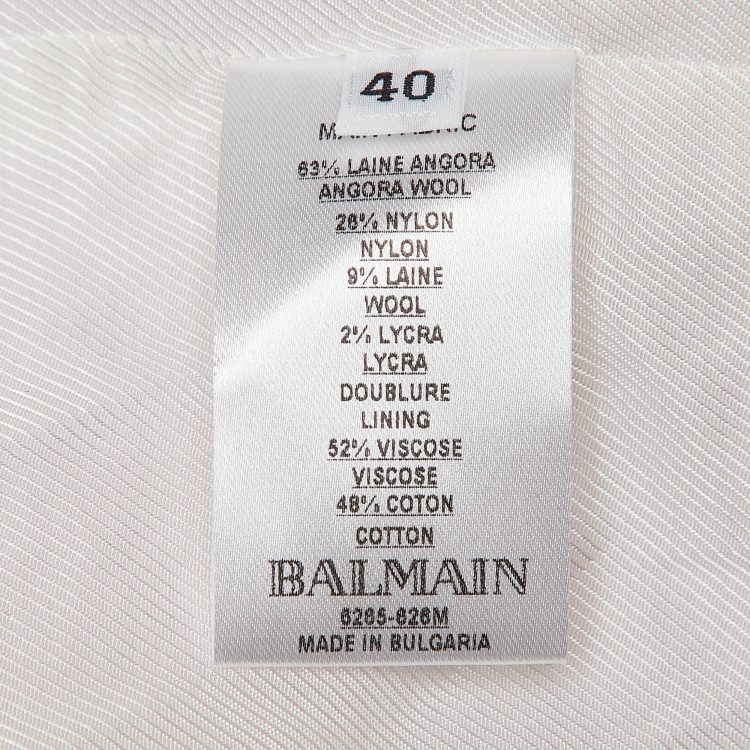 40
63% LAINE ANGORA
ANGORA WOOL
26% NYLON
NYLON
9% LAINE
WOOL
2% LYCRA
LYCRA
DOUBLURE
LINING
52% VISCOSE
VISCOSE
48% COTON
COTTON
BALMAIN
6265-626M
MADE IN BULGARIA